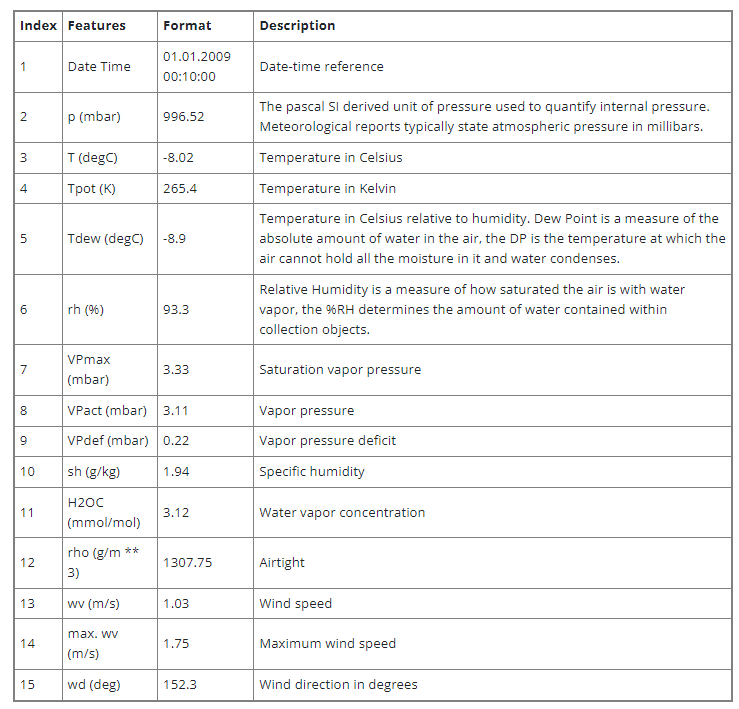 Index Features Format Description
1 Date Time 01.01.2009 00:10:00 Date-time reference
2 p (mbar) 996.52 The pascal SI derived unit of pressure used to quantify internal pressure.
Meteorological reports typically state atmospheric pressure in millibars.
3 T (degC) -8.02 Temperature in Celsius
4 Tpot (K) 265.4 Temperature in Kelvin
5 Tdew (degC) -8.9 Temperature in Celsius relative to humidity. Dew Point is a measure of the
absolute amount of water in the air, the DP is the temperature at which the
air cannot hold all the moisture in it and water condenses.
6 rh (%) 93.3 Relative Humidity is a measure of how saturated the air is with water
vapor, the %RH determines the amount of water contained within
collection objects.
7 VPmax (mbar) 3.33 Saturation vapor pressure
8 VPact (mbar) 3.11 Vapor pressure
9 VPdef (mbar) 0.22 Vapor pressure deficit
10 sh (g/kg) 1.94 Specific humidity
11 H2OC (mmol/mol) 3.12 Water vapor concentration
12 rho (g/m ** 3) 1307.75 Airtight
13 wv (m/s) 1.03 Wind speed
14 max. wv (m/s) 1.75 Maximum wind speed
15 wd (deg) 152.3 Wind direction in degrees